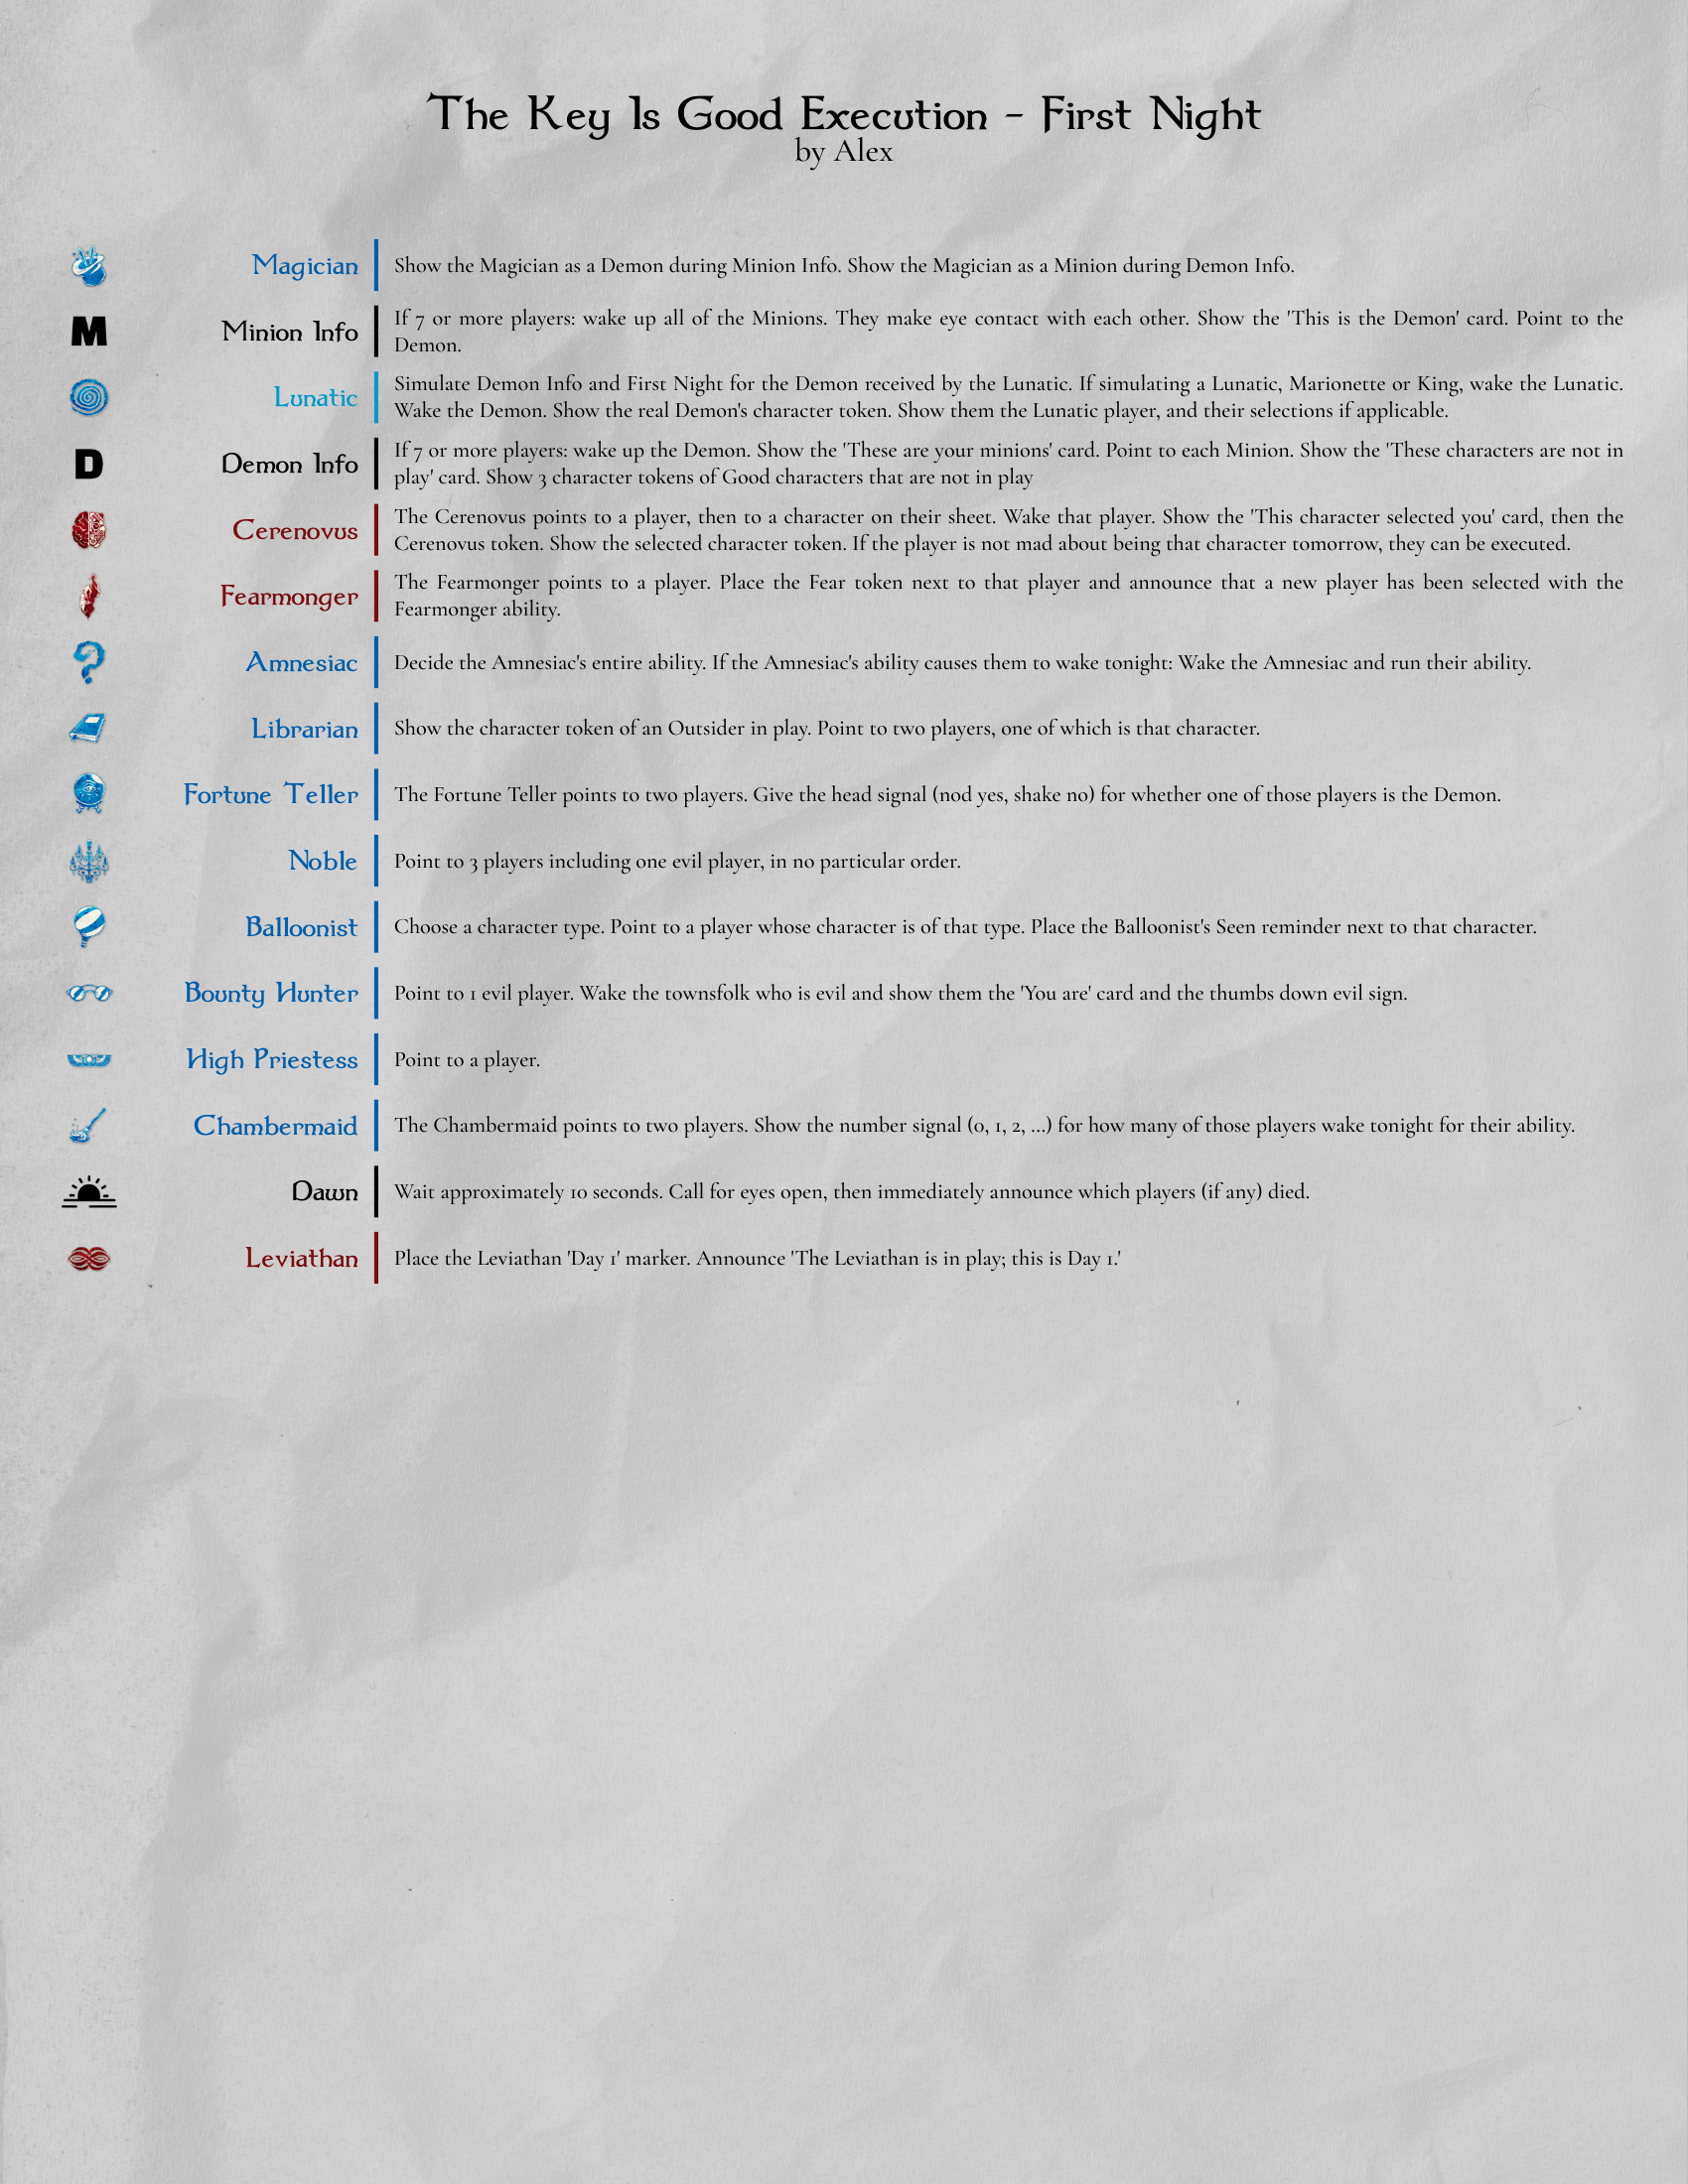 The Key Is Good Execution - First Night
by Alex
Magician
Show the Magician as a Demon during Minion Info. Show the Magician as a Minion during Demon Info.
M
Minion Info
If 7 or more players: wake up all of the Minions. They make eye contact with each other. Show the 'This is the Demon' card. Point to the
Demon.
Lunatic
Simulate Demon Info and First Night for the Demon received by the Lunatic. If simulating a Lunatic, Marionette or King, wake the Lunatic.
Wake the Demon. Show the real Demon's character token. Show them the Lunatic player, and their selections if applicable.
D
Demon Info
If 7 or more players: wake up the Demon. Show the 'These are your minions' card. Point to each Minion. Show the 'These characters are not in
play' card. Show 3 character tokens of Good characters that are not in play
Cerenovus
The Cerenovus points to a player, then to a character on their sheet. Wake that player. Show the 'This character selected you' card, then the
Cerenovus token. Show the selected character token. If the player is not mad about being that character tomorrow, they can be executed.
Fearmonger
The Fearmonger points to a player. Place the Fear token next to that player and announce that a new player has been selected with the
Fearmonger ability.
?
Amnesiac
Decide the Amnesiac's entire ability. If the Amnesiac's ability causes them to wake tonight: Wake the Amnesiac and run their ability.
Librarian
Show the character token of an Outsider in play. Point to two players, one of which is that character.
Fortune Teller
The Fortune Teller points to two players. Give the head signal (nod yes, shake no) for whether one of those players is the Demon.
Noble
Point to 3 players including one evil player, in no particular order.
Balloonist
Choose a character type. Point to a player whose character is of that type. Place the Balloonist's Seen reminder next to that character.
Bounty Hunter
Point to 1 evil player. Wake the townsfolk who is evil and show them the 'You are' card and the thumbs down evil sign.
High Priestess
Point to a player.
Chambermaid
The Chambermaid points to two players. Show the number signal (0, 1, 2, ...) for how many of those players wake tonight for their ability.
Dawn
Wait approximately 10 seconds. Call for eyes open, then immediately announce which players (if any) died.
Leviathan
Place the Leviathan 'Day 1' marker. Announce 'The Leviathan is in play; this is Day 1.'